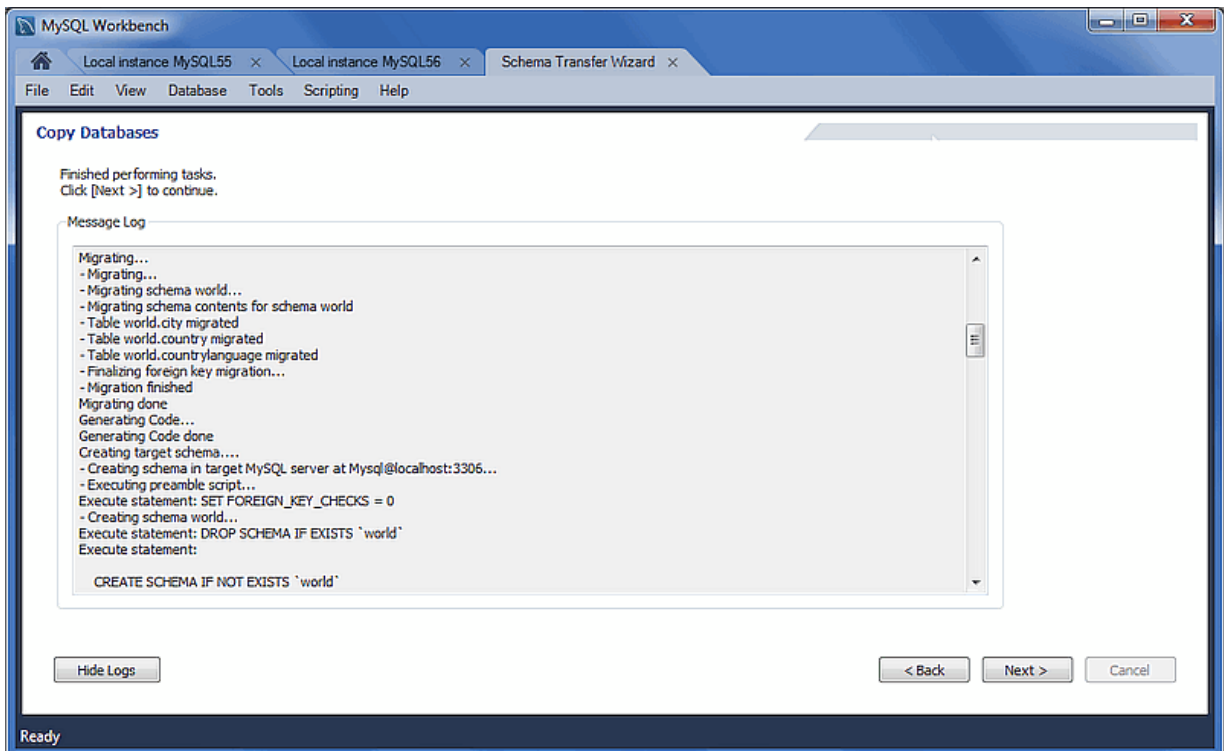 MySQL Workbench
Local instance MySQL55 × Local instance MySQL56 × Schema Transfer Wizard ×
File Edit View Database Tools Scripting Help
Copy Databases
Finished performing tasks.
Click [Next >] to continue.
Message Log
Migrating...
- Migrating...
- Migrating schema world...
- Migrating schema contents for schema world
- Table world.city migrated
- Table world.country migrated
- Table world.countrylanguage migrated
- Finalizing foreign key migration...
- Migration finished
Migrating done
Generating Code...
Generating Code done
Creating target schema....
- Creating schema in target MySQL server at Mysql@localhost:3306...
- Executing preamble script...
Execute statement: SET FOREIGN_KEY_CHECKS = 0
- Creating schema world...
Execute statement: DROP SCHEMA IF EXISTS `world`
Execute statement:
CREATE SCHEMA IF NOT EXISTS `world`
Hide Logs < Back Next > Cancel
Ready